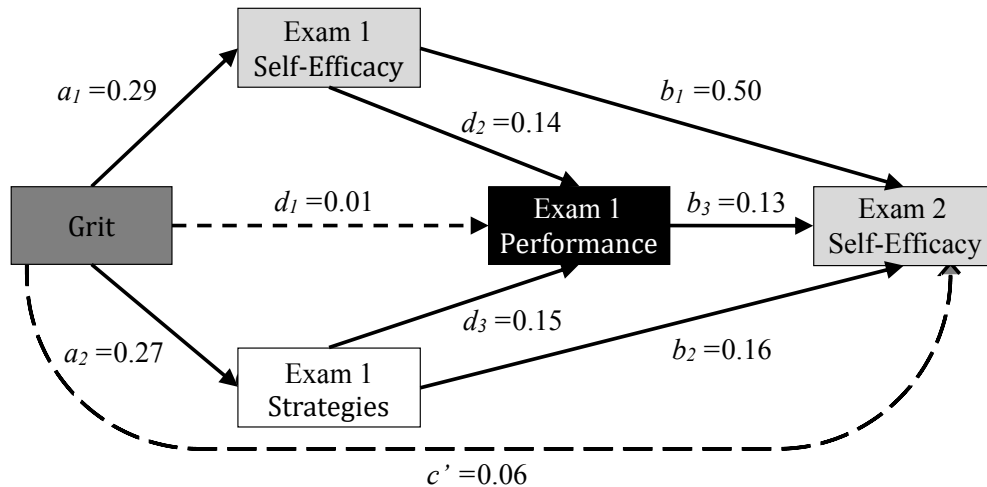 Exam 1
Self-Efficacy
a₁ =0.29
b₁ =0.50
d₂ =0.14
Grit
d₁ =0.01
Exam 1
Performance
b₃ =0.13
Exam 2
Self-Efficacy
a₂ =0.27
d₃ =0.15
b₂ =0.16
Exam 1
Strategies
c’ =0.06